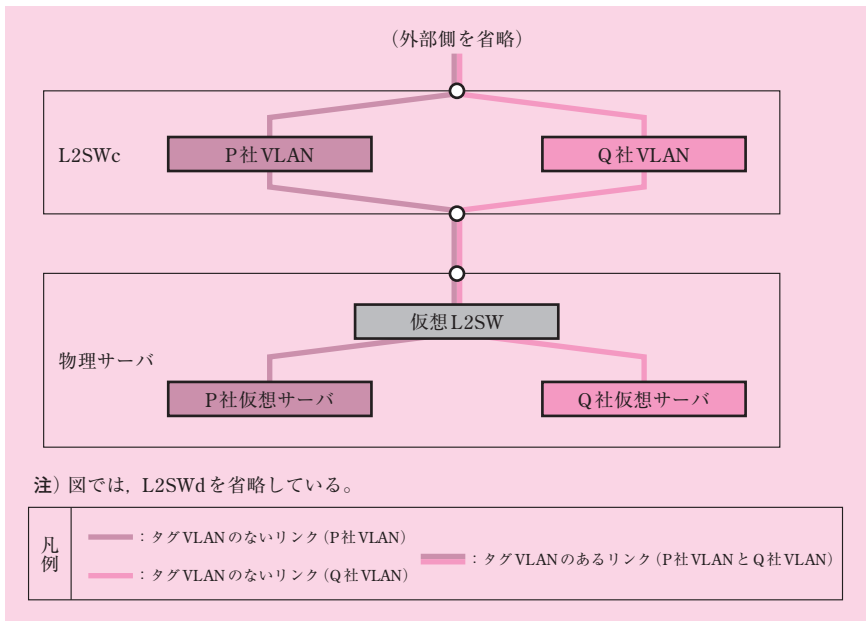 (外部側を省略)
L2SWc
P社VLAN
Q社VLAN
物理サーバ
仮想L2SW
P社仮想サーバ
Q社仮想サーバ
注)図では，L2SWdを省略している。
凡例
：タグVLANのないリンク(P社VLAN)
：タグVLANのないリンク(Q社VLAN)
：タグVLANのあるリンク(P社VLANとQ社VLAN)